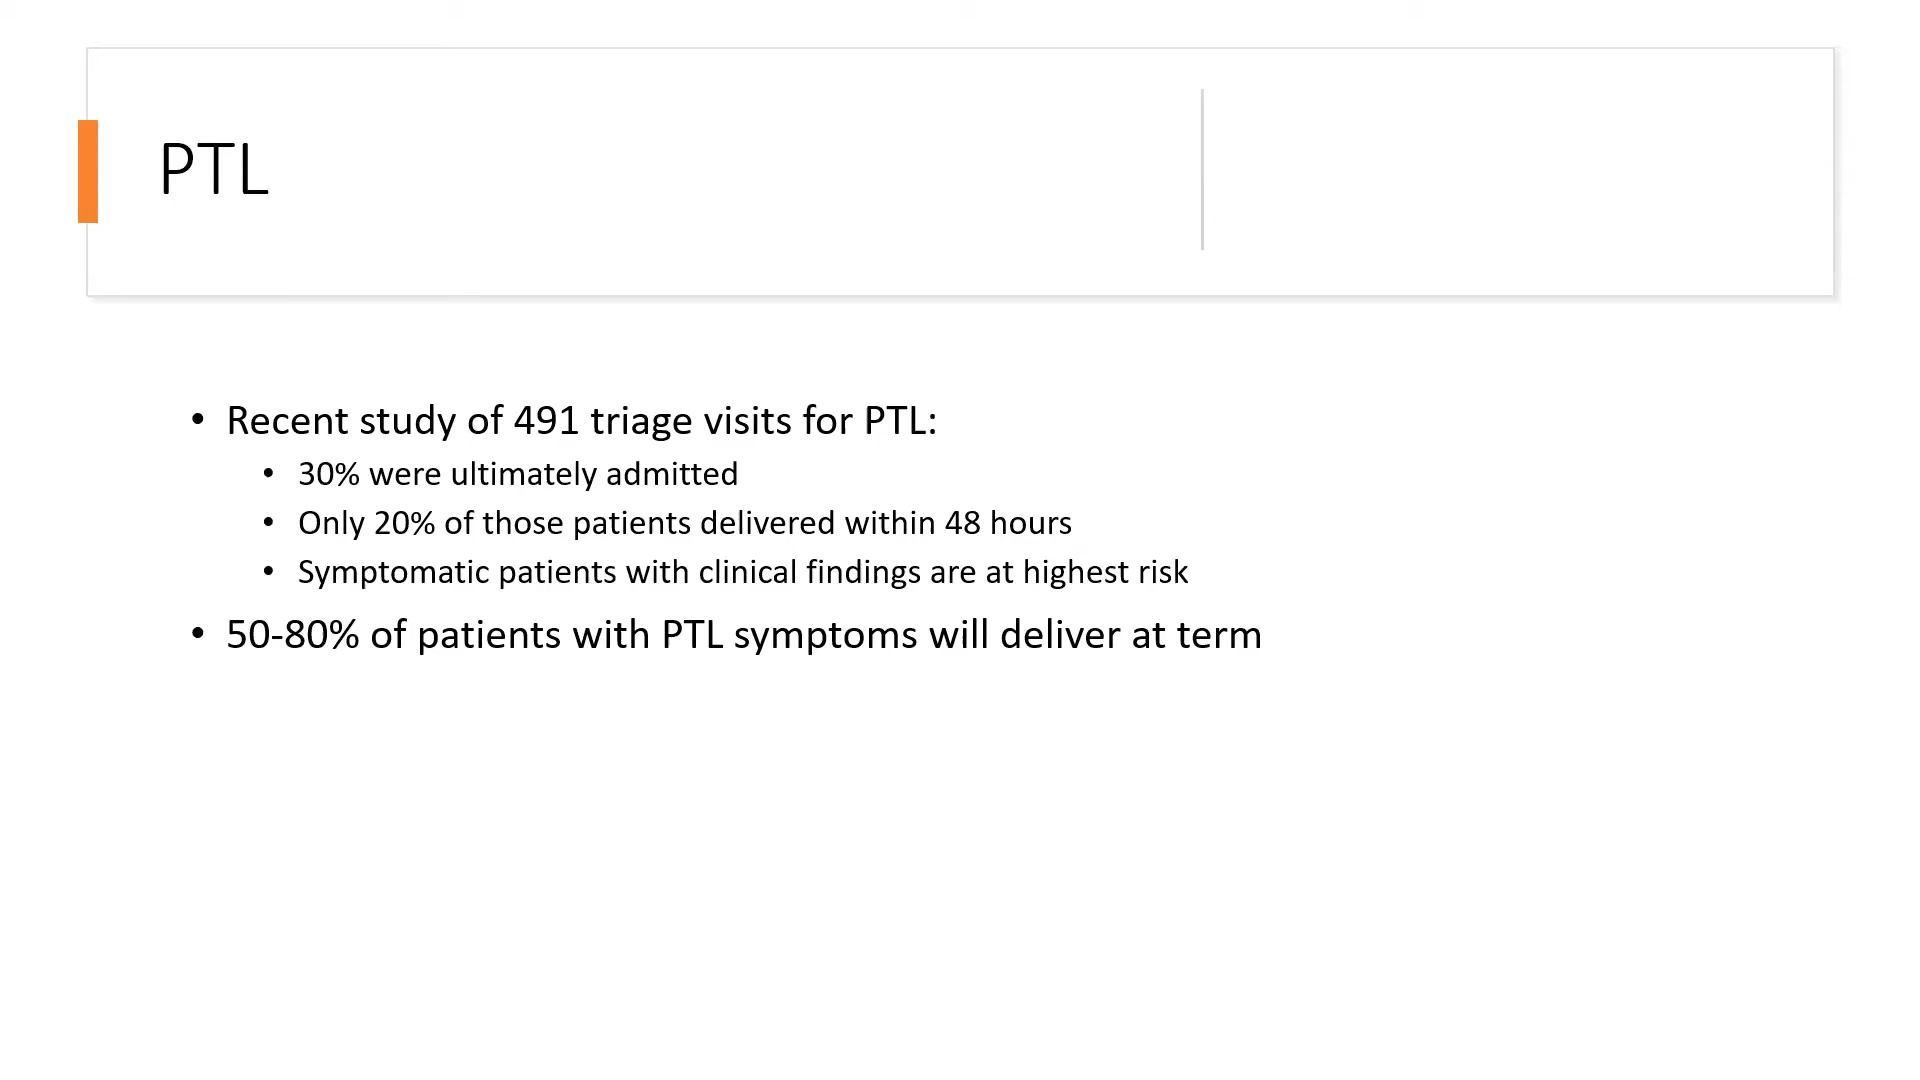 PTL
• Recent study of 491 triage visits for PTL:
• 30% were ultimately admitted
• Only 20% of those patients delivered within 48 hours
• Symptomatic patients with clinical findings are at highest risk
• 50-80% of patients with PTL symptoms will deliver at term